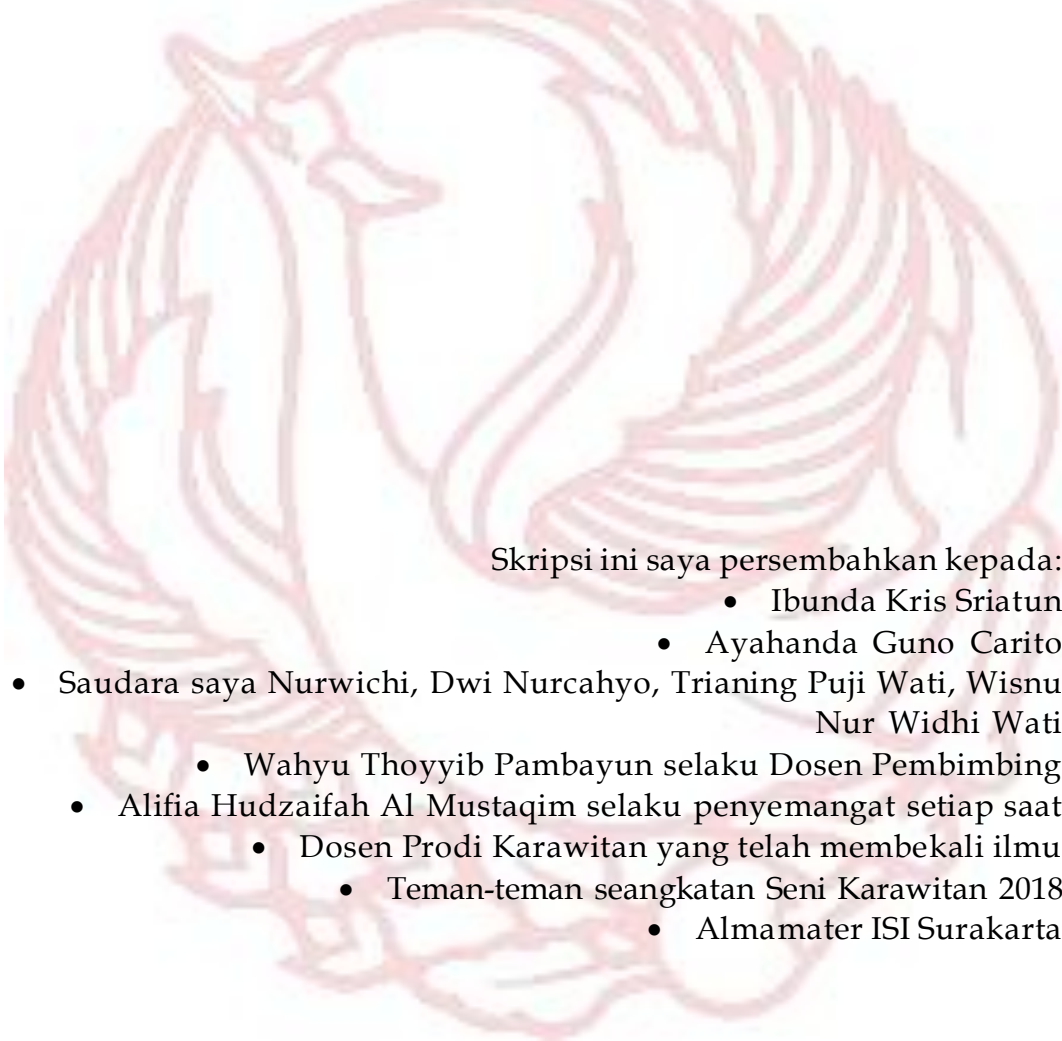 Skripsi ini saya persembahkan kepada:
• Ibunda Kris Sriatun
• Ayahanda Guno Carito
• Saudara saya Nurwichi, Dwi Nurcahyo, Trianing Puji Wati, Wisnu
Nur Widhi Wati
• Wahyu Thoyyib Pambayun selaku Dosen Pembimbing
• Alifia Hudzaifah Al Mustaqim selaku penyemangat setiap saat
• Dosen Prodi Karawitan yang telah membekali ilmu
• Teman-teman seangkatan Seni Karawitan 2018
• Almamater ISI Surakarta